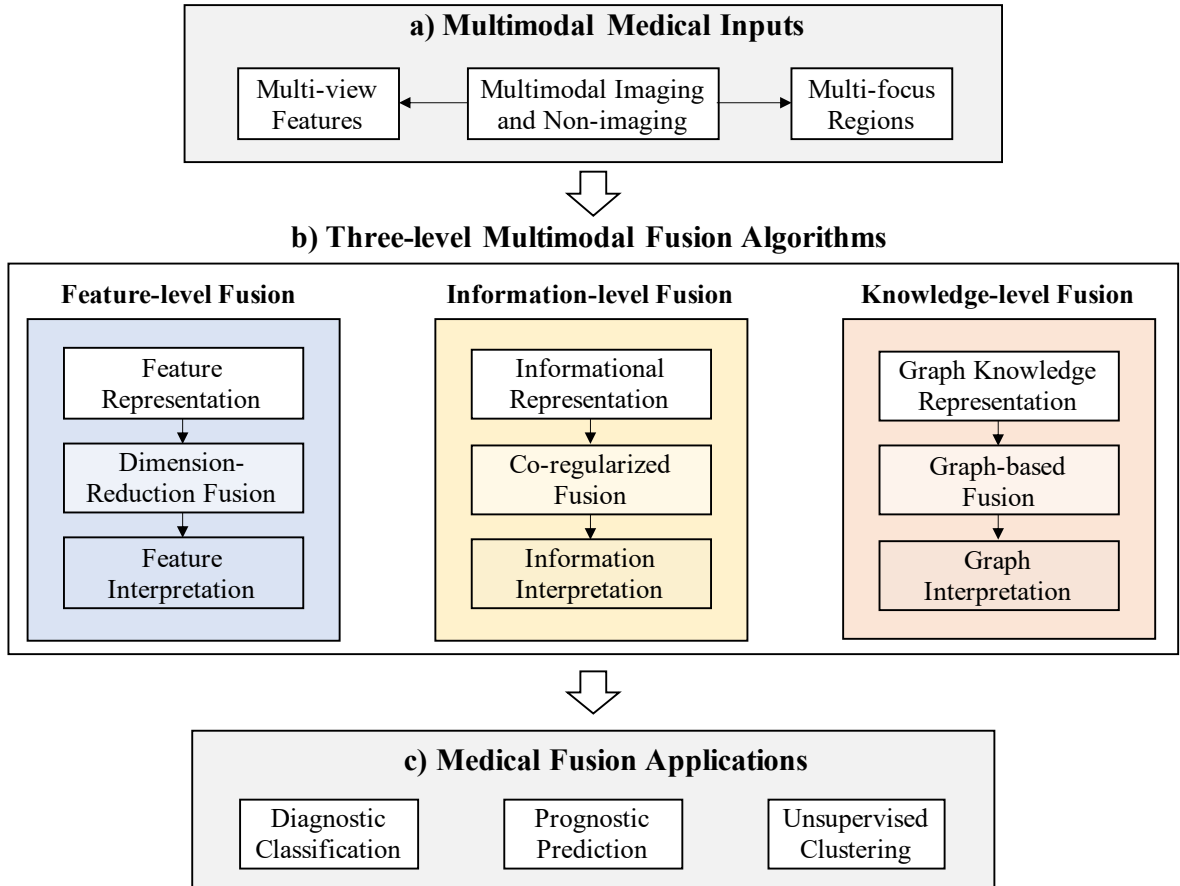 a) Multimodal Medical Inputs
Multi-view
Features
Multimodal Imaging
and Non-imaging
Multi-focus
Regions
b) Three-level Multimodal Fusion Algorithms
Feature-level Fusion
Feature
Representation
Dimension-
Reduction Fusion
Feature
Interpretation
Information-level Fusion
Informational
Representation
Co-regularized
Fusion
Information
Interpretation
Knowledge-level Fusion
Graph Knowledge
Representation
Graph-based
Fusion
Graph
Interpretation
c) Medical Fusion Applications
Diagnostic
Classification
Prognostic
Prediction
Unsupervised
Clustering